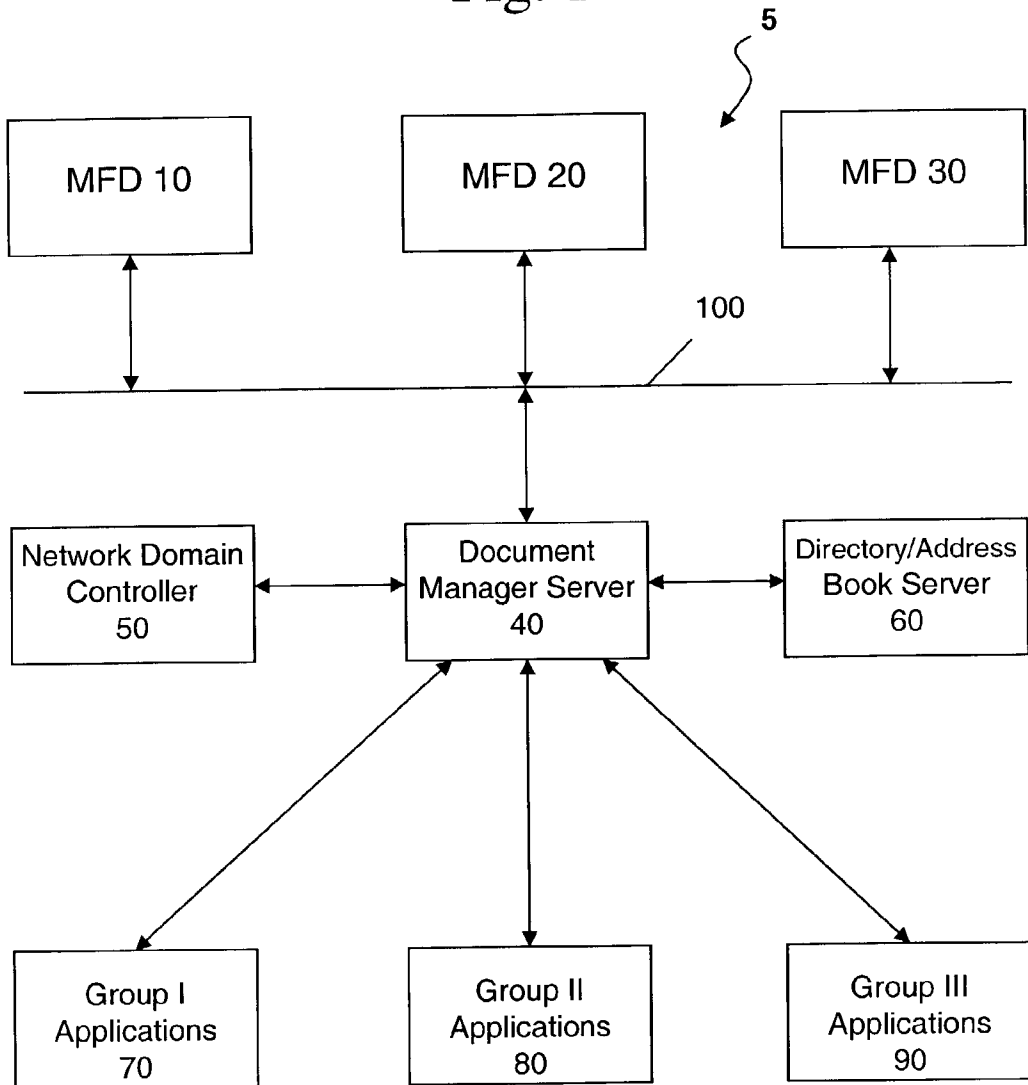 5
MFD 10
MFD 20
MFD 30
100
Network Domain
Controller
50
Document
Manager Server
40
Directory/Address
Book Server
60
Group I
Applications
70
Group II
Applications
80
Group III
Applications
90